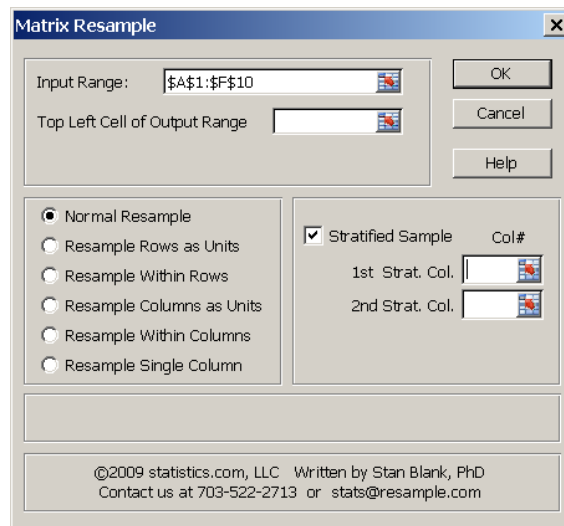 Matrix Resample
Input Range: $A$1:$F$10
OK
Top Left Cell of Output Range
Cancel
Help
Normal Resample
Resample Rows as Units
Resample Within Rows
Resample Columns as Units
Resample Within Columns
Resample Single Column
Stratified Sample Col#
1st Strat. Col.
2nd Strat. Col.
©2009 statistics.com, LLC Written by Stan Blank, PhD
Contact us at 703-522-2713 or stats@resample.com